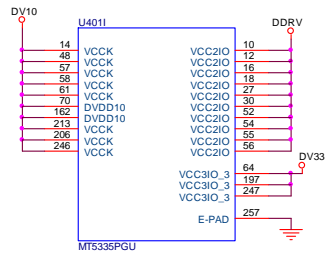 DV10
U401I
DDRV
14 VCCK VCC2IO 10
48 VCCK VCC2IO 12
57 VCCK VCC2IO 16
58 VCCK VCC2IO 18
61 VCCK VCC2IO 27
70 DVDD10 VCC2IO 30
162 DVDD10 VCC2IO 52
213 VCCK VCC2IO 54
206 VCCK VCC2IO 55
246 VCCK VCC2IO 56
DV33
VCC3IO_3 64
VCC3IO_3 197
VCC3IO_3 247
E-PAD 257
MT5335PGU